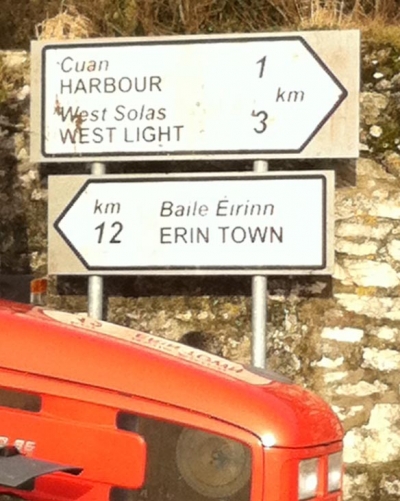 Cuan 1
HARBOUR
km
West Solas 3
WEST LIGHT
km Baile Éirinn
12 ERIN TOWN